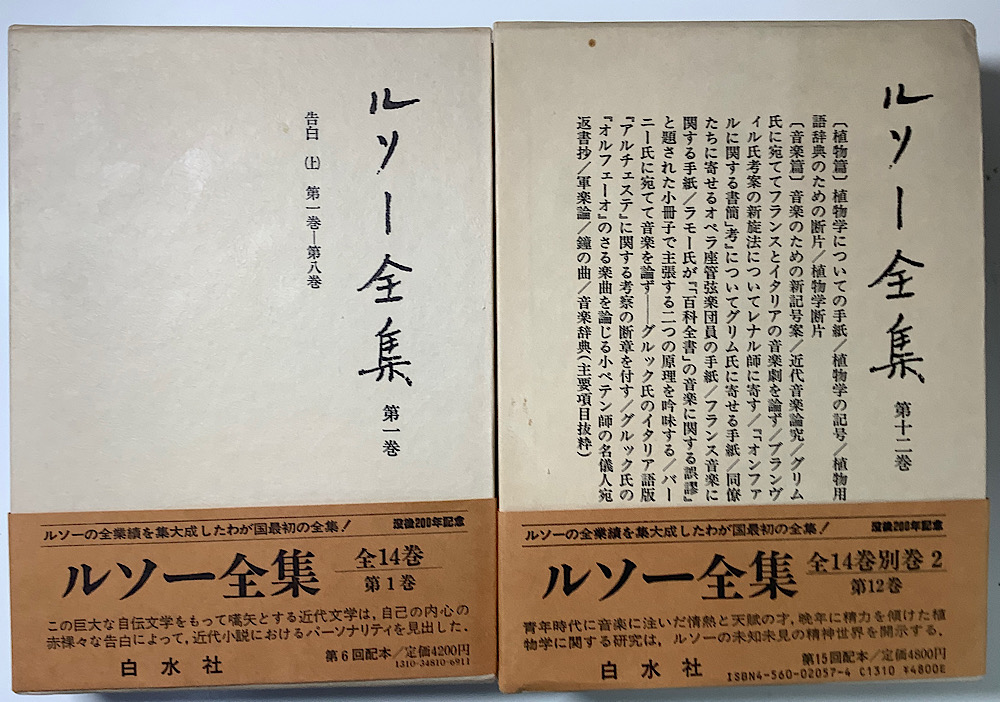 ルソー全集
第一巻
告白(上) 第一巻―第八巻
ルソーの全業績を集大成したわが国最初の全集!
没後200年記念
ルソー全集
全14巻
第1巻
この巨大な自伝文学をもって嚆矢とする近代文学は,自己の内心の
赤裸々な告白によって,近代小説におけるパーソナリティを見出した.
白水社
第6回配本/定価4200円
1310-34810-6911
ルソー全集
第十二巻
〔植物篇〕植物学についての手紙/植物学の記号/植物用
語辞典のための断片/植物学断片
〔音楽篇〕音楽のための新記号案/近代音楽論究/グリム
氏に宛ててフランスとイタリアの音楽劇を論ず/ブランヴ
イル氏考案の新旋法についてレナル師に寄す/『「オンファ
ルに関する書簡」考』についてグリム氏に寄せる手紙/同僚
たちに寄せるオペラ座管弦楽団員の手紙/フランス音楽に
関する手紙/ラモー氏が『「百科全書」の音楽に関する誤謬』
と題された小冊子で主張する二つの原理を吟味する/バー
ニー氏に宛てて音楽を論ず――グルック氏のイタリア語版
『アルチェステ』に関する考察の断章を付す/グルック氏の
『オルフェーオ』のさる楽曲を論じる小ペテン師の名儀人宛
返書抄/軍楽論/鐘の曲/音楽辞典(主要項目抜粋)
ルソーの全業績を集大成したわが国最初の全集!
没後200年記念
ルソー全集
全14巻別巻2
第12巻
青年時代に音楽に注いだ情熱と天賦の才,晩年に精力を傾けた植
物学に関する研究は,ルソーの未知未見の精神世界を開示する.
白水社
第15回配本/定価4800円
ISBN4-560-02057-4 C1310 ¥4800E